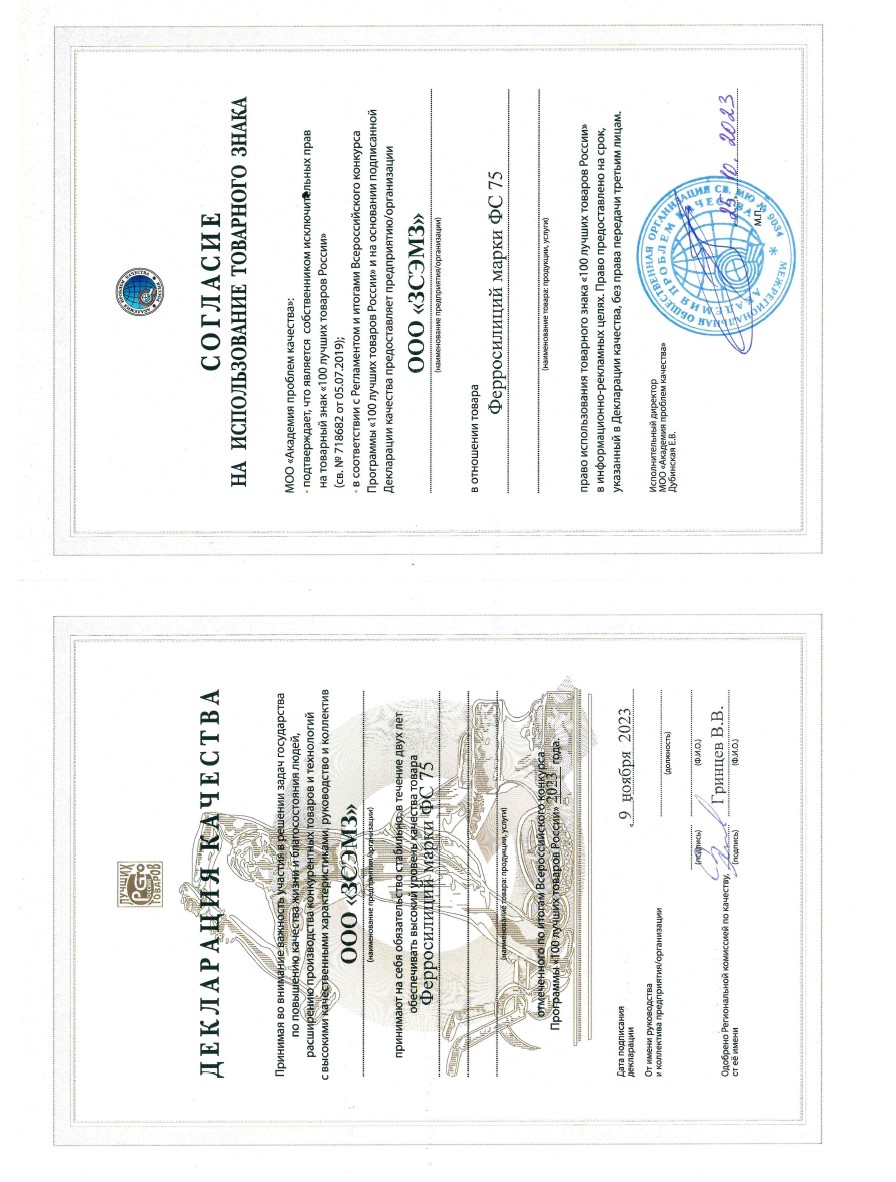 ЛУЧШИХ
100
ТОВАРОВ
ДЕКЛАРАЦИЯ КАЧЕСТВА
Принимая во внимание важность участия в решении задач государства
по повышению качества жизни и благосостояния людей,
расширению производства конкурентных товаров и технологий
с высокими качественными характеристиками, руководство и коллектив
ООО «ЗСЭМЗ»
(наименование предприятия/организации)
принимают на себя обязательство стабильно, в течение двух лет
обеспечивать высокий уровень качества товара
Ферросилиций марки ФС 75
(наименование товара: продукции, услуги)
отмеченного по итогам Всероссийского конкурса
Программы «100 лучших товаров России» 2023 года.
Дата подписания
декларации
« 9 ноября 2023
От имени руководства
и коллектива предприятия/организации
(должность)
(подпись) (Ф.И.О.)
Одобрено Региональной комиссией по качеству,
от её имени
Гринцев В.В.
(подпись) (Ф.И.О.)
СОГЛАСИЕ
НА ИСПОЛЬЗОВАНИЕ ТОВАРНОГО ЗНАКА
МОО «Академия проблем качества»:
- подтверждает, что является собственником исключительных прав
на товарный знак «100 лучших товаров России»
(св. № 718682 от 05.07.2019);
- в соответствии с Регламентом и итогами Всероссийского конкурса
Программы «100 лучших товаров России» и на основании подписанной
Декларации качества предоставляет предприятию/организации
ООО «ЗСЭМЗ»
(наименование предприятия/организации)
в отношении товара
Ферросилиций марки ФС 75
(наименование товара: продукции, услуги)
право использования товарного знака «100 лучших товаров России»
в информационно-рекламных целях. Право предоставлено на срок,
указанный в Декларации качества, без права передачи третьим лицам.
Исполнительный директор
МОО «Академия проблем качества»
Дубинская Е.В.
М.П.
25.10.2023
МЕЖРЕГИОНАЛЬНАЯ ОБЩЕСТВЕННАЯ ОРГАНИЗАЦИЯ СВ. МЮ № 9034
АКАДЕМИЯ ПРОБЛЕМ КАЧЕСТВА